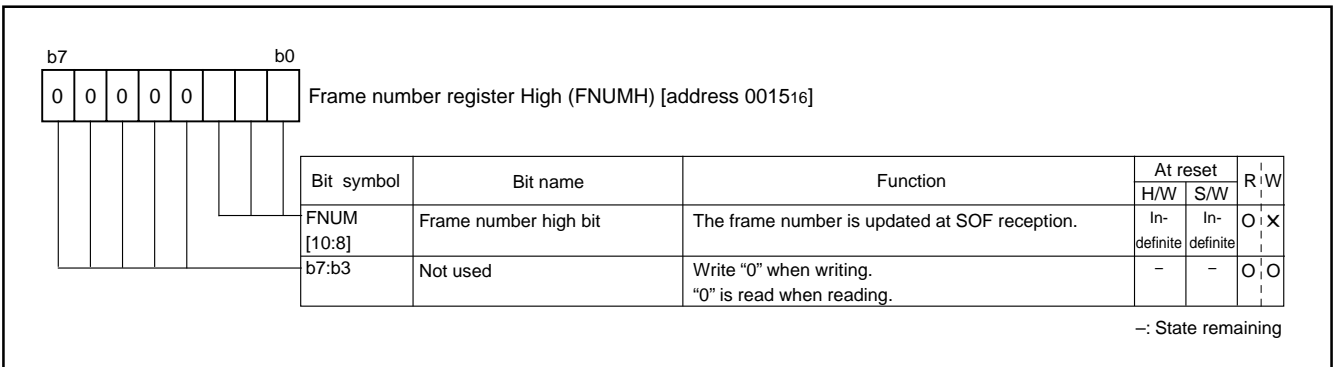 b7 b0
0 0 0 0 0 Frame number register High (FNUMH) [address 001516]
Bit symbol Bit name Function At reset R W
H/W S/W
FNUM Frame number high bit The frame number is updated at SOF reception. In- In- O ×
[10:8] definite definite
b7:b3 Not used Write “0” when writing. – – O O
“0” is read when reading.
–: State remaining